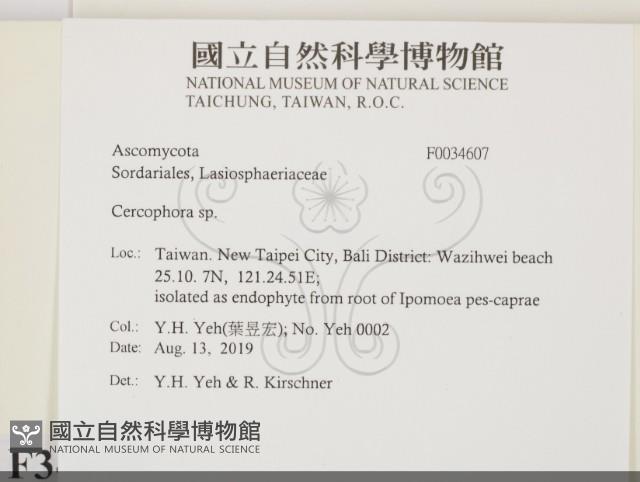 國立自然科學博物館
NATIONAL MUSEUM OF NATURAL SCIENCE
TAICHUNG, TAIWAN, R.O.C.
Ascomycota F0034607
Sordariales, Lasiosphaeriaceae
Cercophora sp.
Loc.: Taiwan. New Taipei City, Bali District: Wazihwei beach
25.10. 7N, 121.24.51E;
isolated as endophyte from root of Ipomoea pes-caprae
Col.: Y.H. Yeh(葉昱宏); No. Yeh 0002
Date: Aug. 13, 2019
Det.: Y.H. Yeh & R. Kirschner
國立自然科學博物館
NATIONAL MUSEUM OF NATURAL SCIENCE
F3